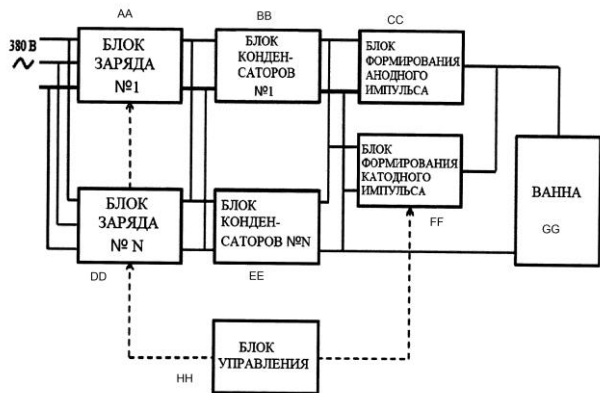 AA
BB
CC
380 В
БЛОК
ЗАРЯДА
№1
БЛОК
КОНДЕН-
САТОРОВ
№1
БЛОК
ФОРМИРОВАНИЯ
АНОДНОГО
ИМПУЛЬСА
БЛОК
ФОРМИРОВАНИЯ
КАТОДНОГО
ИМПУЛЬСА
FF
ВАННА
GG
БЛОК
ЗАРЯДА
№ N
DD
БЛОК
КОНДЕН-
САТОРОВ №N
EE
БЛОК
УПРАВЛЕНИЯ
HH